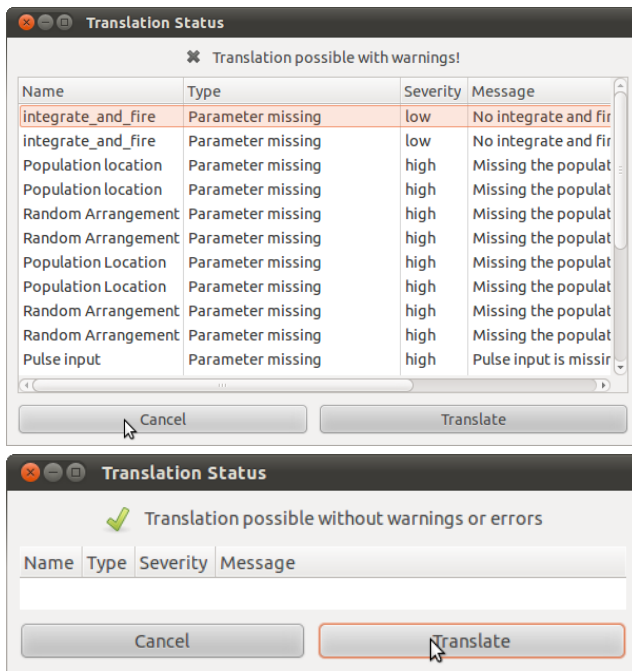 Translation Status
Translation possible with warnings!
Name Type Severity Message
integrate_and_fire Parameter missing low No integrate and fir
integrate_and_fire Parameter missing low No integrate and fir
Population location Parameter missing high Missing the populat
Population location Parameter missing high Missing the populat
Random Arrangement Parameter missing high Missing the populat
Random Arrangement Parameter missing high Missing the populat
Population Location Parameter missing high Missing the populat
Population Location Parameter missing high Missing the populat
Random Arrangement Parameter missing high Missing the populat
Random Arrangement Parameter missing high Missing the populat
Pulse input Parameter missing high Pulse input is missin
Cancel Translate
Translation Status
Translation possible without warnings or errors
Name Type Severity Message
Cancel Translate